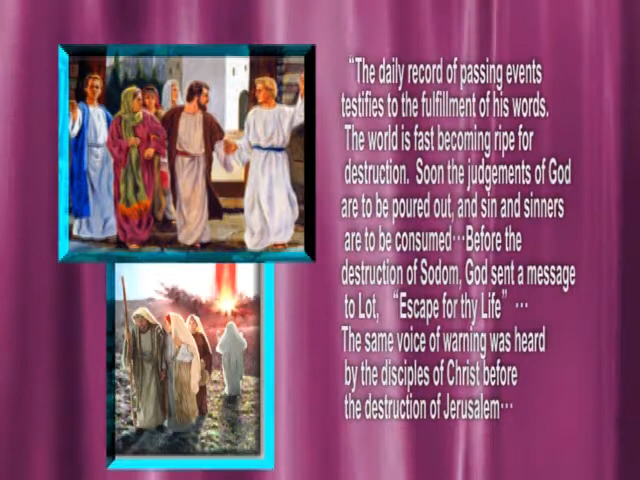 “The daily record of passing events
testifies to the fulfillment of his words.
The world is fast becoming ripe for
destruction. Soon the judgements of God
are to be poured out, and sin and sinners
are to be consumed…Before the
destruction of Sodom, God sent a message
to Lot, “Escape for thy Life” …
The same voice of warning was heard
by the disciples of Christ before
the destruction of Jerusalem…